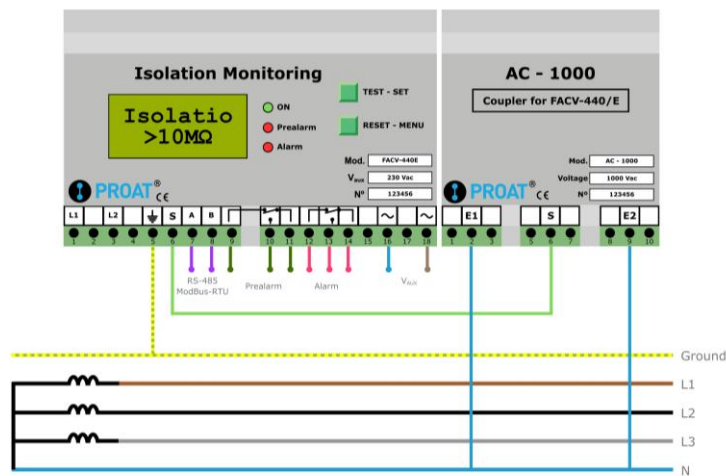 Isolation Monitoring
Isolatio
>10MΩ
ON
Prealarm
Alarm
TEST - SET
RESET - MENU
Mod. FACV-440E
Vaux 230 Vac
Nº 123456
PROAT® CE
L1 L2 S A B
1 2 3 4 5 6 7 8 9 10 11 12 13 14 15 16 17 18
RS-485
ModBus-RTU
Prealarm
Alarm
VAUX
AC - 1000
Coupler for FACV-440/E
Mod. AC - 1000
Voltage 1000 Vac
Nº 123456
PROAT® CE
E1 S E2
1 2 3 5 6 7 8 9 10
Ground
L1
L2
L3
N